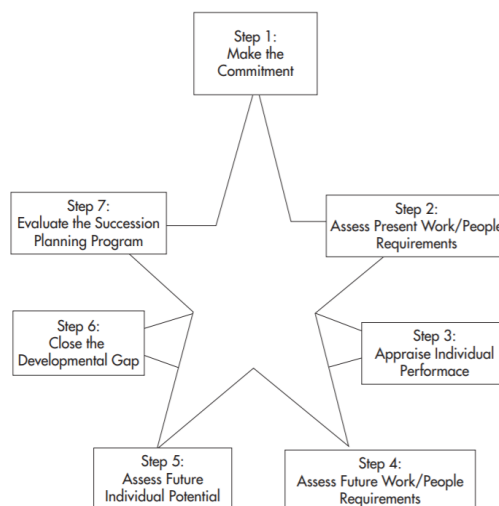 Step 1:
Make the
Commitment
Step 2:
Assess Present Work/People
Requirements
Step 3:
Appraise Individual
Performace
Step 4:
Assess Future Work/People
Requirements
Step 5:
Assess Future
Individual Potential
Step 6:
Close the
Developmental Gap
Step 7:
Evaluate the Succession
Planning Program